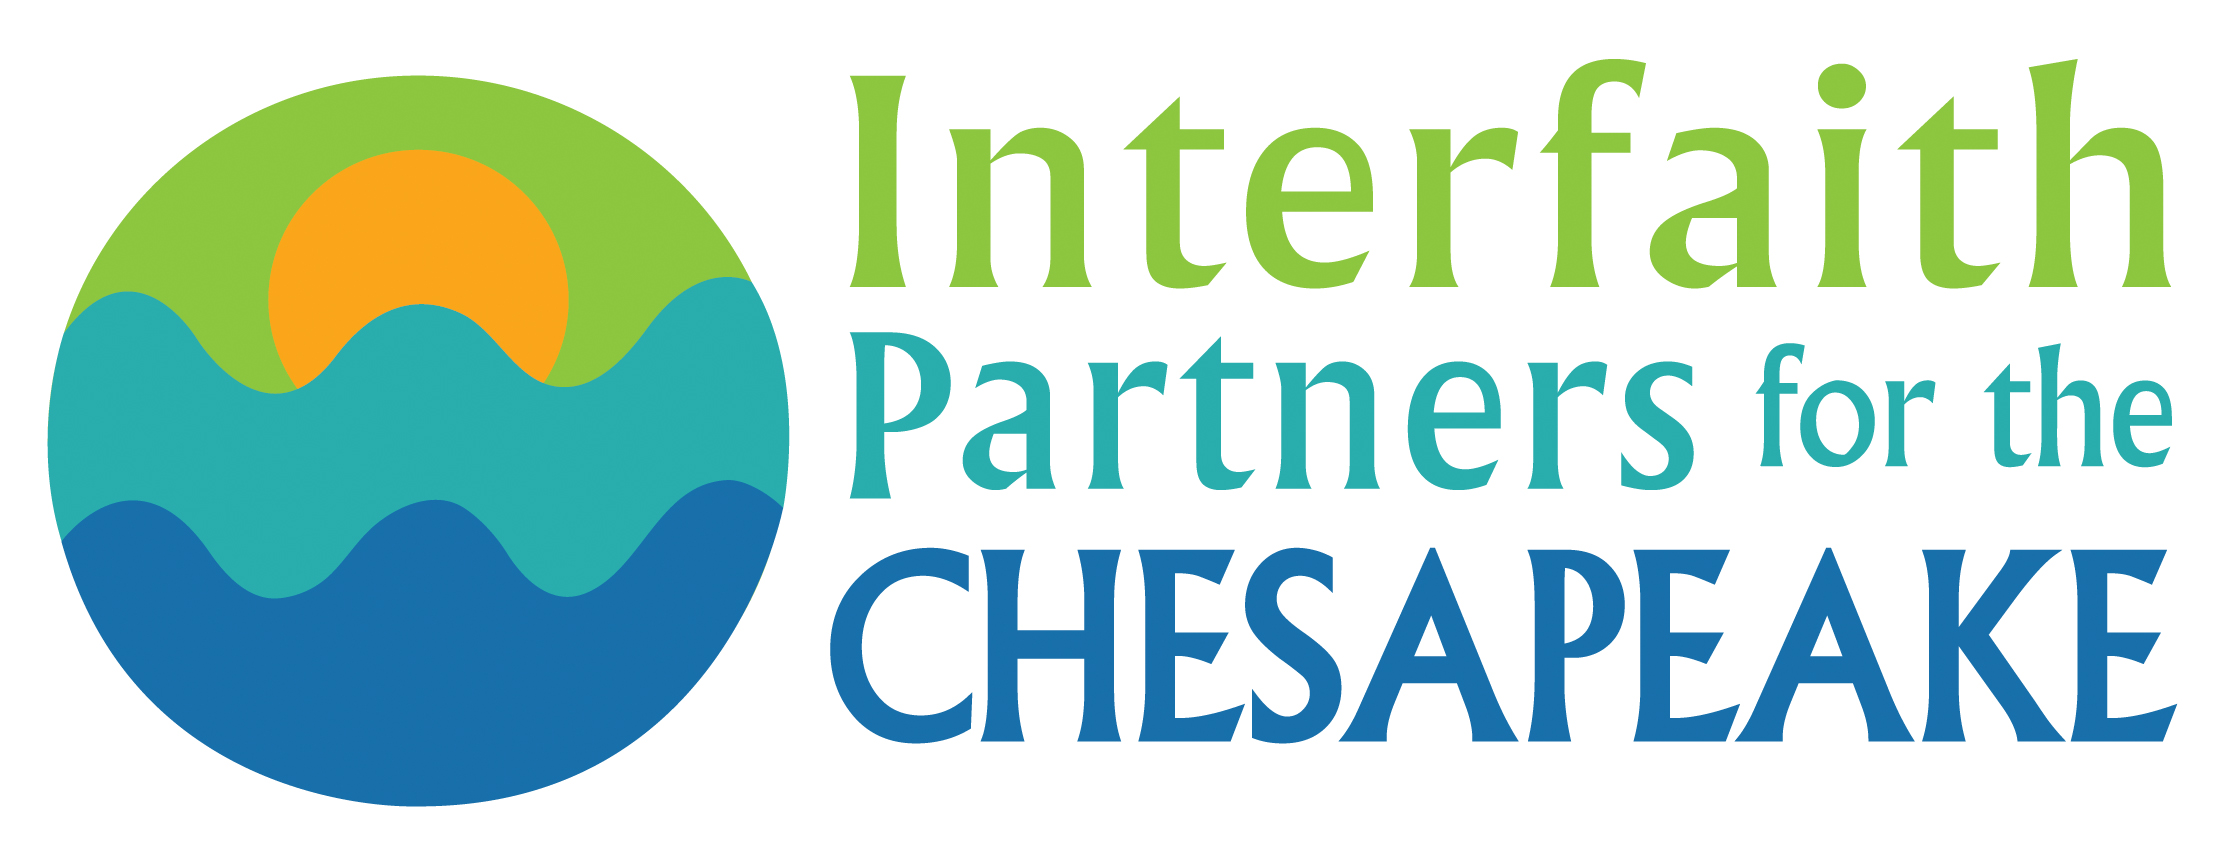 Interfaith
Partners for the
CHESAPEAKE